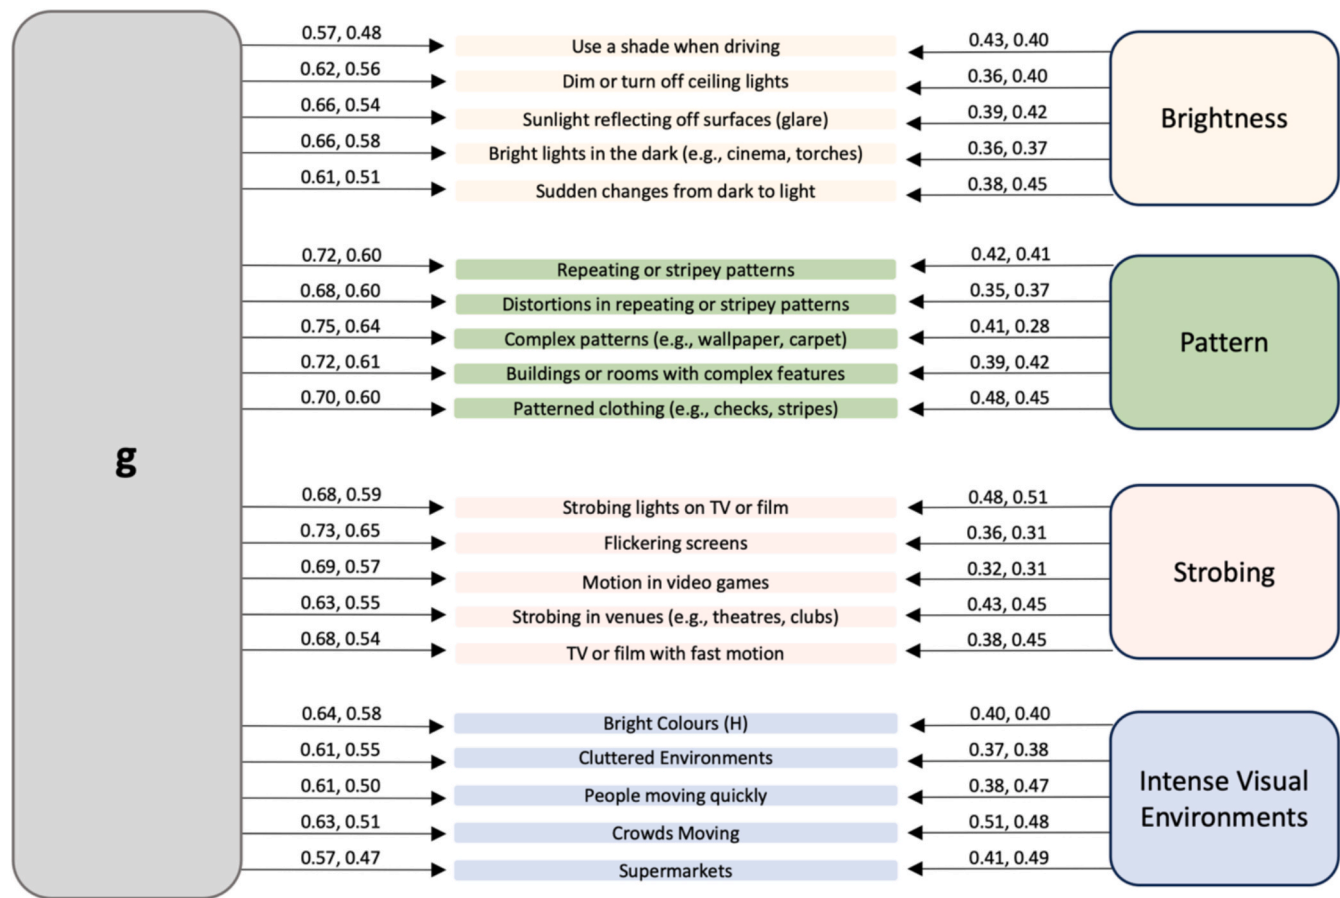 g
0.57, 0.48 Use a shade when driving 0.43, 0.40
0.62, 0.56 Dim or turn off ceiling lights 0.36, 0.40
0.66, 0.54 Sunlight reflecting off surfaces (glare) 0.39, 0.42
0.66, 0.58 Bright lights in the dark (e.g., cinema, torches) 0.36, 0.37
0.61, 0.51 Sudden changes from dark to light 0.38, 0.45
Brightness
0.72, 0.60 Repeating or stripey patterns 0.42, 0.41
0.68, 0.60 Distortions in repeating or stripey patterns 0.35, 0.37
0.75, 0.64 Complex patterns (e.g., wallpaper, carpet) 0.41, 0.28
0.72, 0.61 Buildings or rooms with complex features 0.39, 0.42
0.70, 0.60 Patterned clothing (e.g., checks, stripes) 0.48, 0.45
Pattern
0.68, 0.59 Strobing lights on TV or film 0.48, 0.51
0.73, 0.65 Flickering screens 0.36, 0.31
0.69, 0.57 Motion in video games 0.32, 0.31
0.63, 0.55 Strobing in venues (e.g., theatres, clubs) 0.43, 0.45
0.68, 0.54 TV or film with fast motion 0.38, 0.45
Strobing
0.64, 0.58 Bright Colours (H) 0.40, 0.40
0.61, 0.55 Cluttered Environments 0.37, 0.38
0.61, 0.50 People moving quickly 0.38, 0.47
0.63, 0.51 Crowds Moving 0.51, 0.48
0.57, 0.47 Supermarkets 0.41, 0.49
Intense Visual
Environments